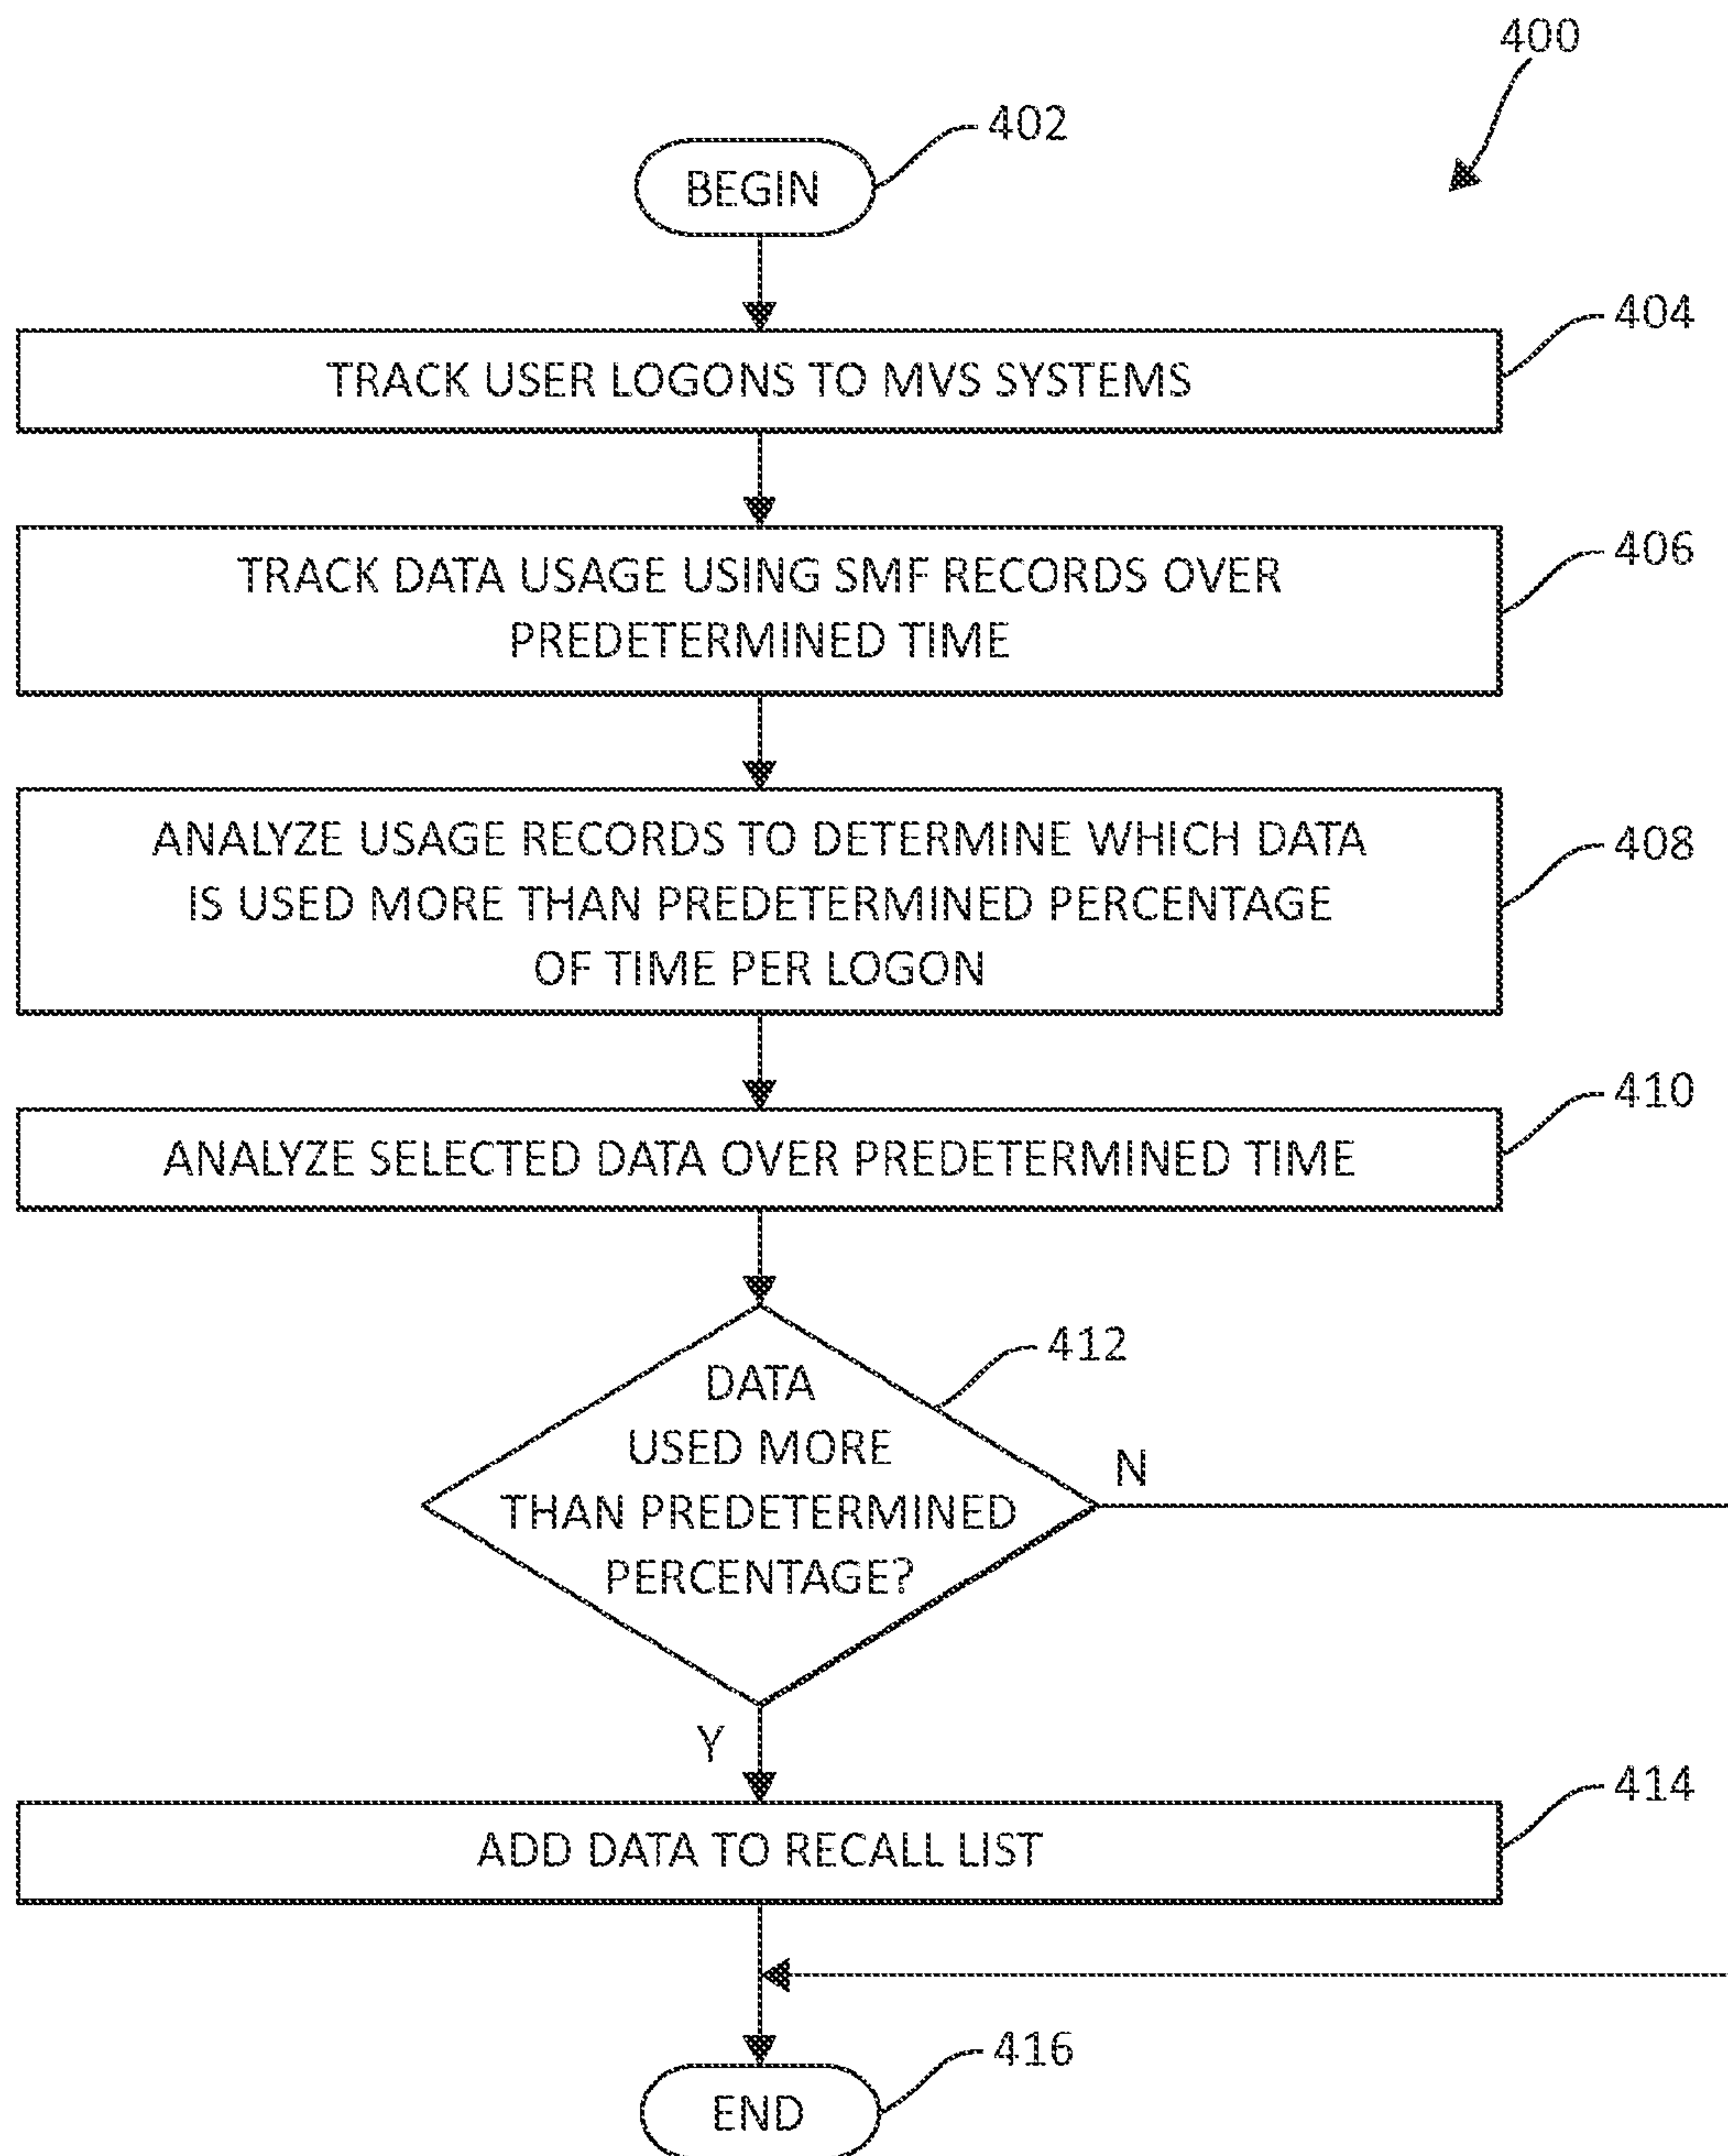 400
402
BEGIN
404
TRACK USER LOGONS TO MVS SYSTEMS
406
TRACK DATA USAGE USING SMF RECORDS OVER
PREDETERMINED TIME
408
ANALYZE USAGE RECORDS TO DETERMINE WHICH DATA
IS USED MORE THAN PREDETERMINED PERCENTAGE
OF TIME PER LOGON
410
ANALYZE SELECTED DATA OVER PREDETERMINED TIME
412
DATA
USED MORE
THAN PREDETERMINED
PERCENTAGE?
N
Y
414
ADD DATA TO RECALL LIST
416
END